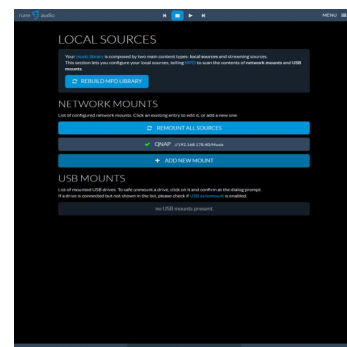 rune audio
MENU
LOCAL SOURCES
Your music library is composed by two main content types: local sources and streaming sources.
This section lets you configure your local sources, telling MPD to scan the contents of network mounts and USB
mounts.
REBUILD MPD LIBRARY
NETWORK MOUNTS
List of configured network mounts. Click an existing entry to edit it, or add a new one.
REMOUNT ALL SOURCES
QNAP //192.168.178.40/Music
ADD NEW MOUNT
USB MOUNTS
List of mounted USB drives. To safe unmount a drive, click on it and confirm at the dialog prompt.
If a drive is connected but not shown in the list, please check if USB automount is enabled.
no USB mounts present